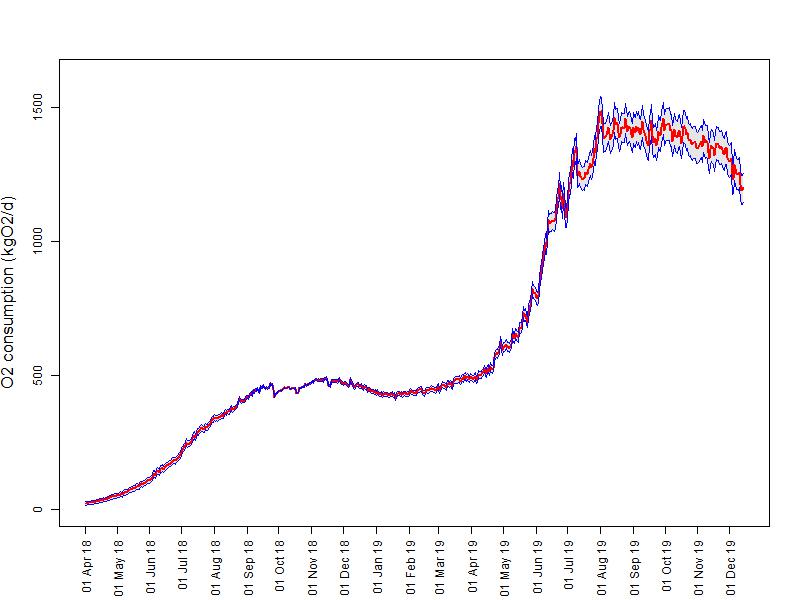 O2 consumption (kgO2/d)
1500
1000
500
0
01 Apr 18
01 May 18
01 Jun 18
01 Jul 18
01 Aug 18
01 Sep 18
01 Oct 18
01 Nov 18
01 Dec 18
01 Jan 19
01 Feb 19
01 Mar 19
01 Apr 19
01 May 19
01 Jun 19
01 Jul 19
01 Aug 19
01 Sep 19
01 Oct 19
01 Nov 19
01 Dec 19